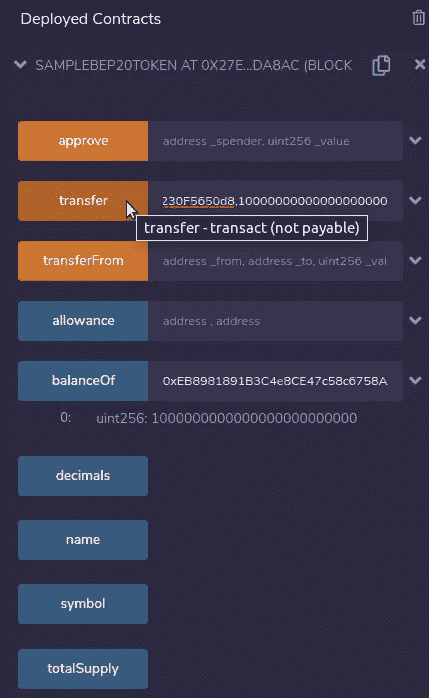 Deployed Contracts
SAMPLEBEP20TOKEN AT 0X27E...DA8AC (BLOCK
approve address _spender, uint256 _value
transfer 230F5650d8,10000000000000000000
transfer - transact (not payable)
transferFrom address _from, address _to, uint256 _val
allowance address , address
balanceOf 0xEB8981891B3C4e8CE47c58c6758A
0: uint256: 1000000000000000000000000
decimals
name
symbol
totalSupply